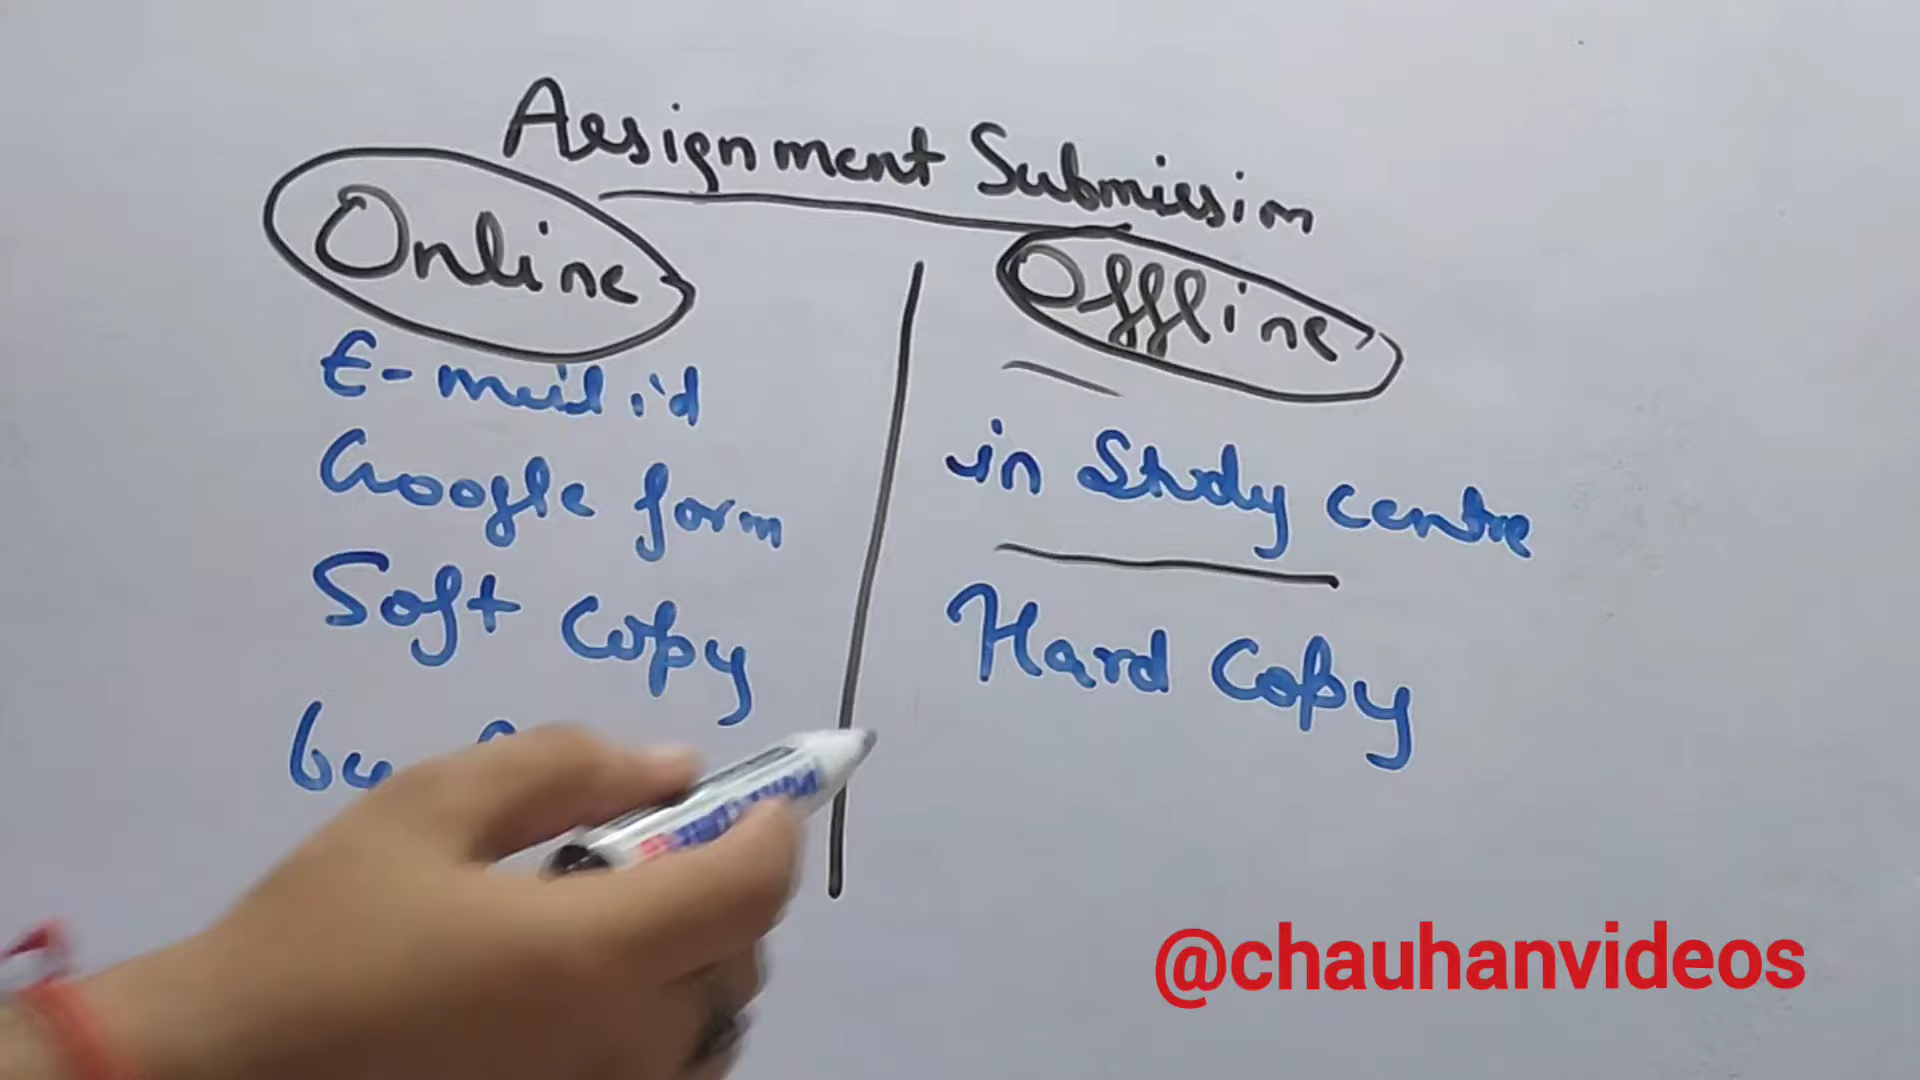 Assignment Submission
Online
E-mail id
Google form
Soft copy
Offline
in Study centre
Hard Copy
@chauhanvideos